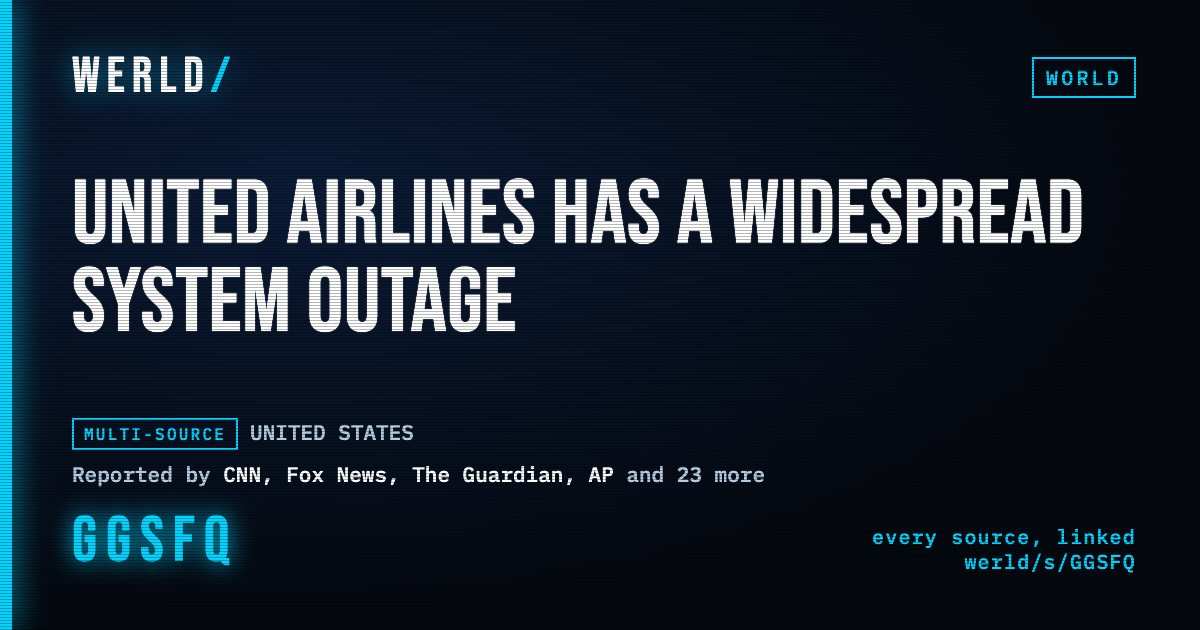 WERLD/
WORLD
UNITED AIRLINES HAS A WIDESPREAD
SYSTEM OUTAGE
MULTI-SOURCE UNITED STATES
Reported by CNN, Fox News, The Guardian, AP and 23 more
GGSFQ
every source, linked
werld/s/GGSFQ